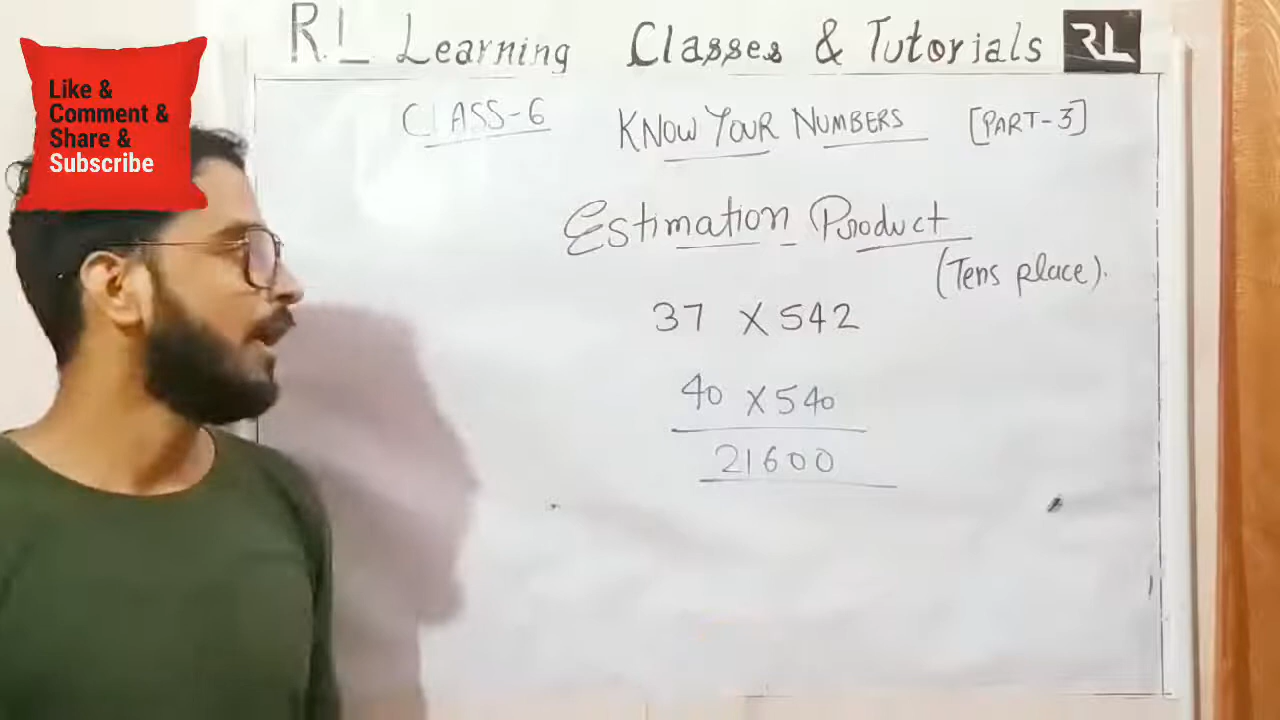 R.L Learning Classes & Tutorials RL
Like &
Comment &
Share &
Subscribe
CLASS-6 KNOW YOUR NUMBERS [PART-3]
Estimation Product
(Tens place).
37 X 542
40 X 540
21600